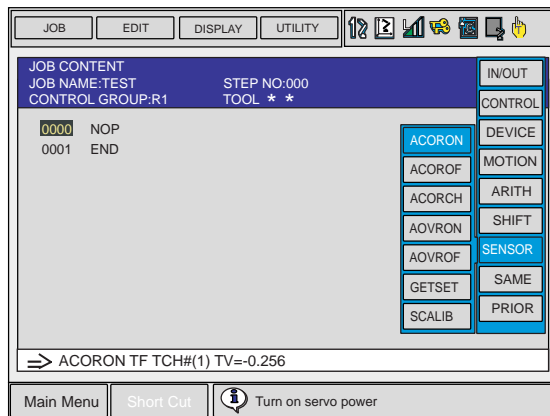 JOB EDIT DISPLAY UTILITY
JOB CONTENT
JOB NAME:TEST STEP NO:000
CONTROL GROUP:R1 TOOL * *
0000 NOP
0001 END
ACORON
ACOROF
ACORCH
AOVRON
AOVROF
GETSET
SCALIB
IN/OUT
CONTROL
DEVICE
MOTION
ARITH
SHIFT
SENSOR
SAME
PRIOR
=> ACORON TF TCH#(1) TV=-0.256
Main Menu Short Cut Turn on servo power